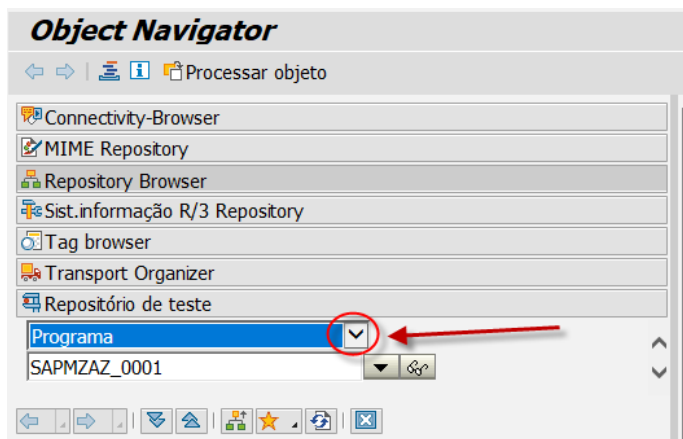 Object Navigator
Processar objeto
Connectivity-Browser
MIME Repository
Repository Browser
Sist.informação R/3 Repository
Tag browser
Transport Organizer
Repositório de teste
Programa
SAPMZAZ_0001